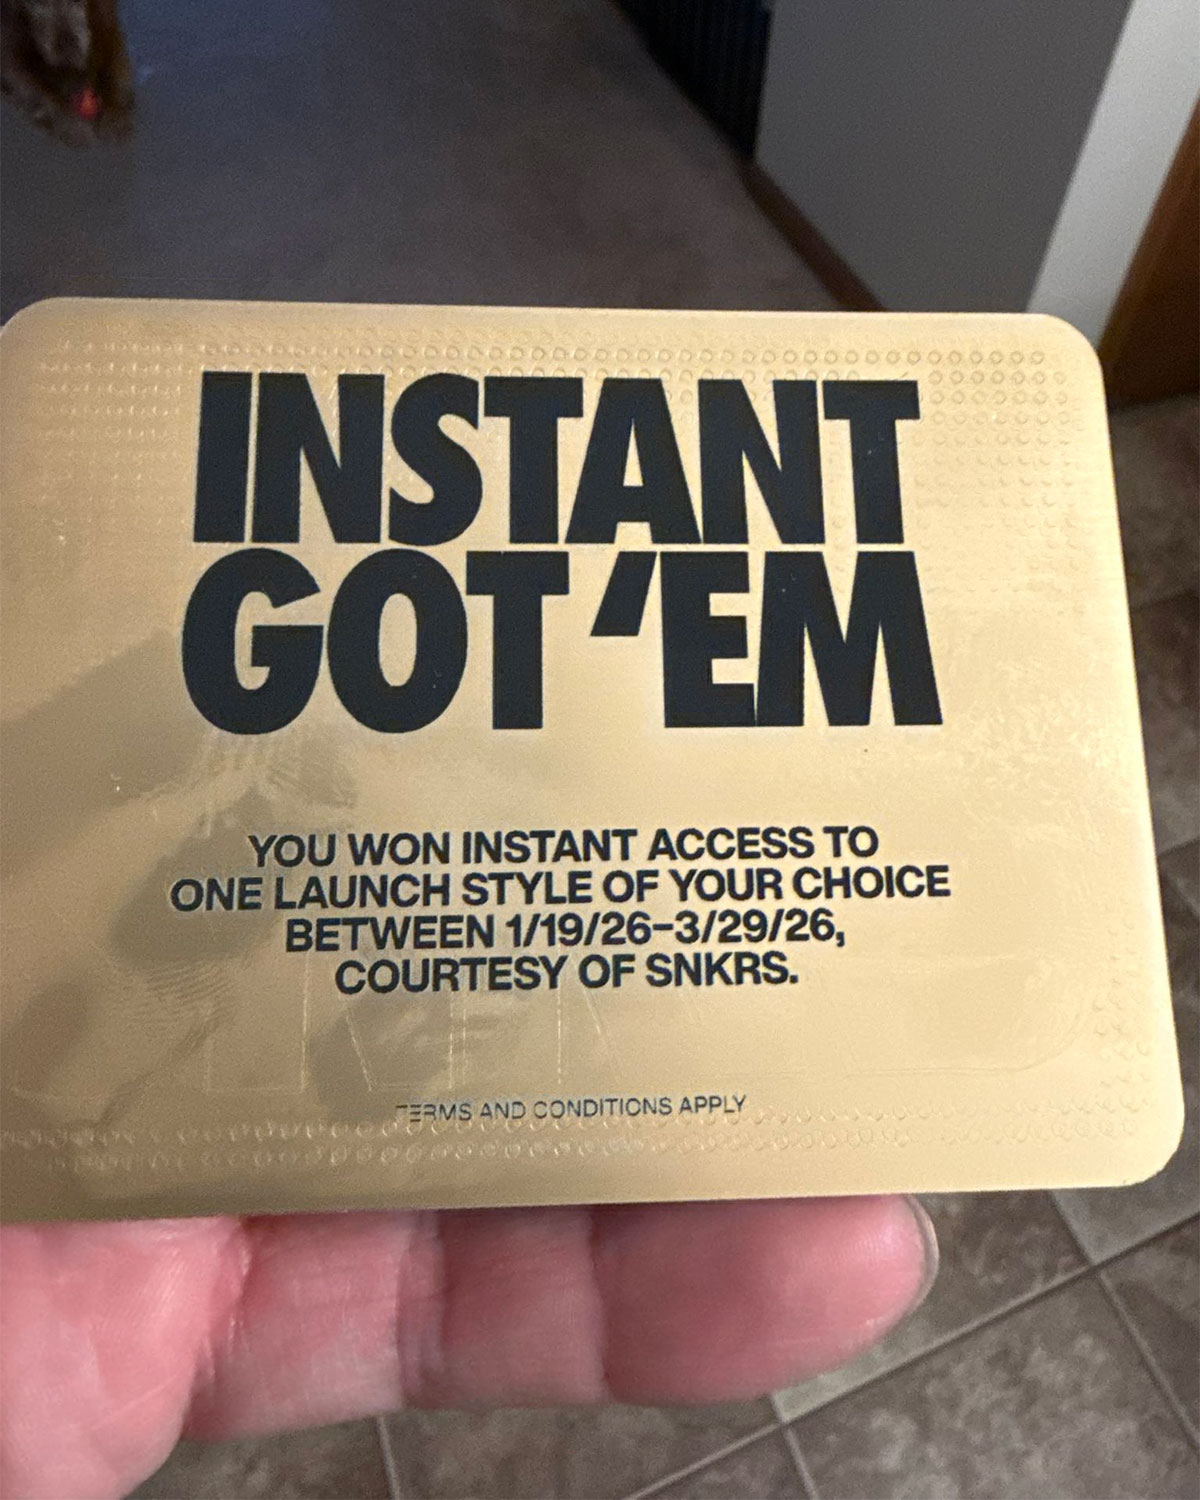 INSTANT
GOT 'EM
YOU WON INSTANT ACCESS TO
ONE LAUNCH STYLE OF YOUR CHOICE
BETWEEN 1/19/26–3/29/26,
COURTESY OF SNKRS.
TERMS AND CONDITIONS APPLY